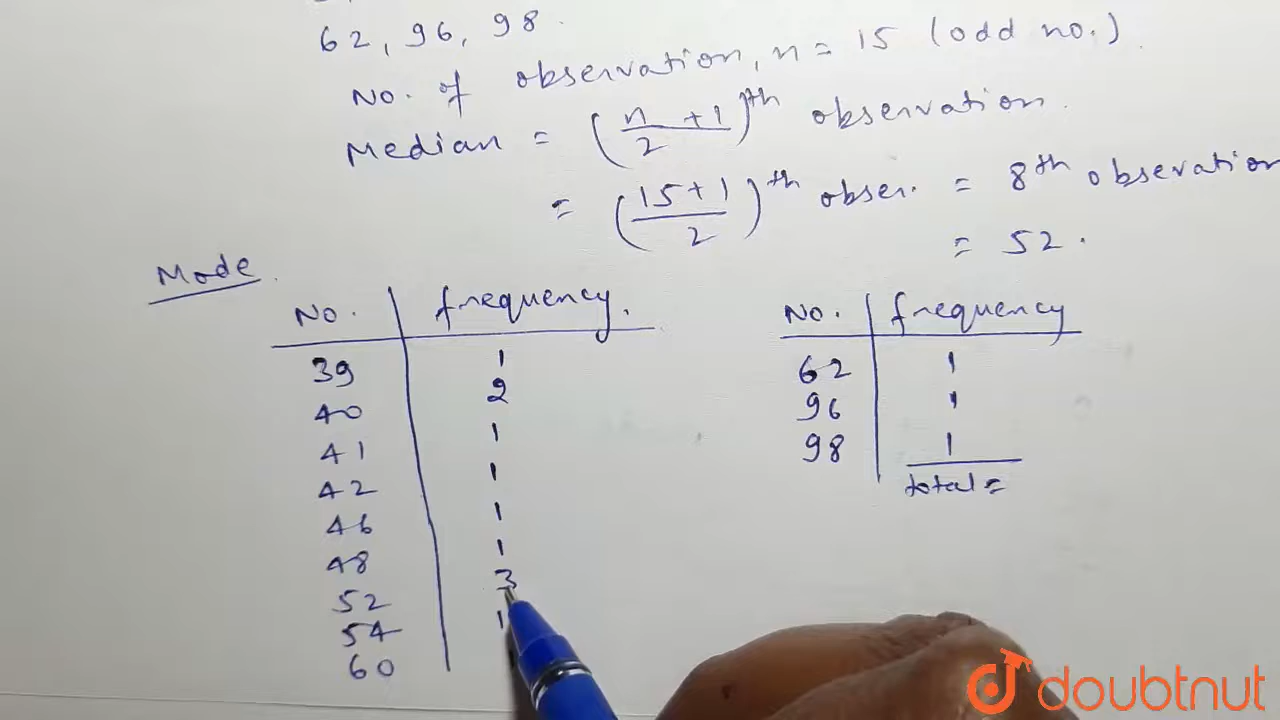 62, 96, 98.
No. of observation, n = 15 (odd no.)
Median = (n + 1 / 2)th observation.
= (15+1 / 2)th obser. = 8th obsevation
= 52.
Mode.
No. | frequency.
39 1
40 2
41 1
42 1
46 1
48 1
52 3
54 1
60
No. | frequency
62 1
96 1
98 1
total =
doubtnut